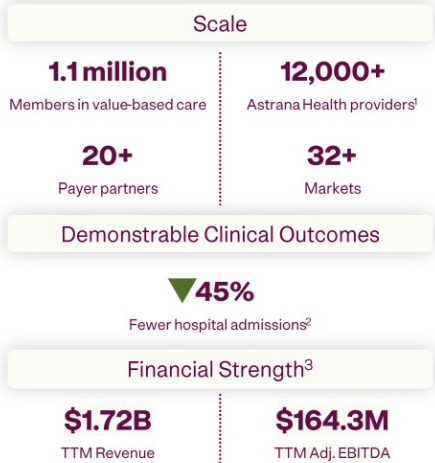 Scale
1.1 million
12,000+
Members in value-based care
Astrana Health providers¹
20+
32+
Payer partners
Markets
Demonstrable Clinical Outcomes
▼45%
Fewer hospital admissions²
Financial Strength³
$1.72B
$164.3M
TTM Revenue
TTM Adj. EBITDA